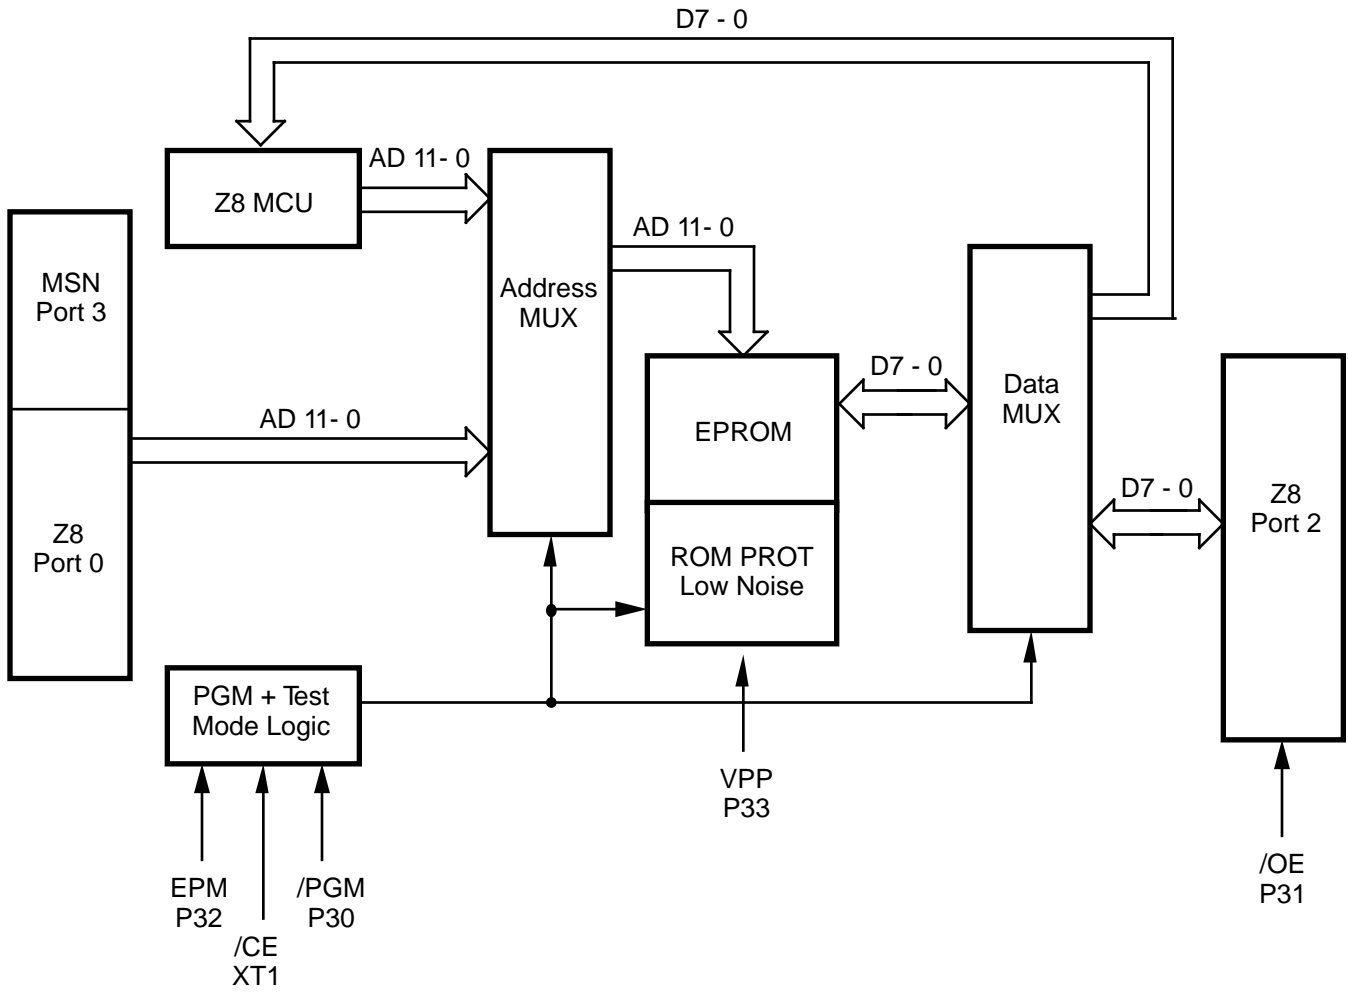 D7 - 0
AD 11- 0
Z8 MCU
AD 11- 0
MSN
Port 3
Address
MUX
D7 - 0
Data
MUX
AD 11- 0
EPROM
D7 - 0
Z8
Port 2
Z8
Port 0
ROM PROT
Low Noise
PGM + Test
Mode Logic
VPP
P33
EPM
P32
/PGM
P30
/OE
P31
/CE
XT1